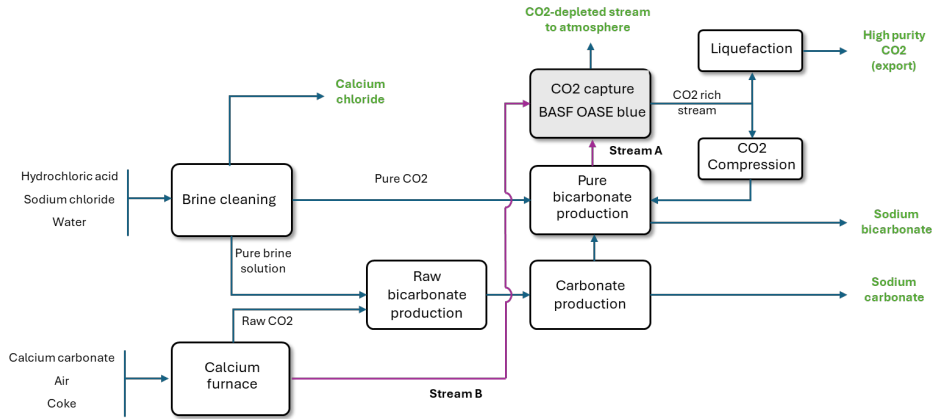 CO2-depleted stream
to atmosphere
Liquefaction
High purity
CO2
(export)
Calcium
chloride
CO2 capture
BASF OASE blue
CO2 rich
stream
Stream A
CO2
Compression
Hydrochloric acid
Sodium chloride
Water
Brine cleaning
Pure CO2
Pure
bicarbonate
production
Sodium
bicarbonate
Pure brine
solution
Raw
bicarbonate
production
Carbonate
production
Sodium
carbonate
Raw CO2
Calcium carbonate
Air
Coke
Calcium
furnace
Stream B